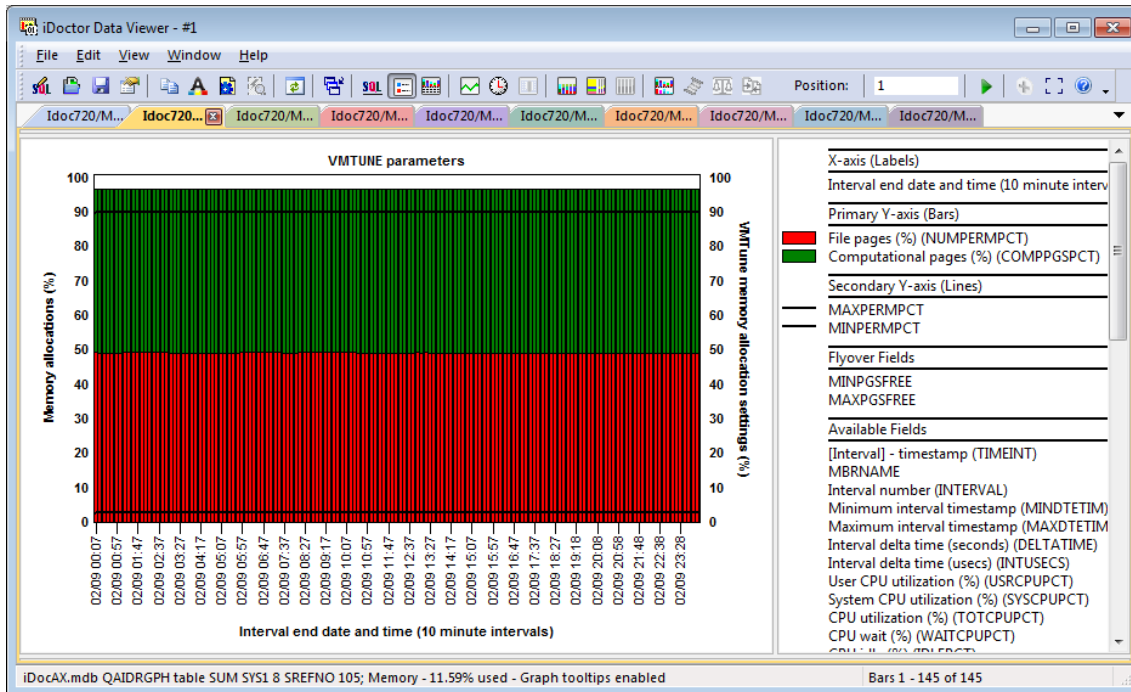 iDoctor Data Viewer - #1
File Edit View Window Help
SQL SQL Position: 1
Idoc720/M... Idoc720... Idoc720/M... Idoc720/M... Idoc720/M... Idoc720/M... Idoc720/M... Idoc720/M... Idoc720/M... Idoc720/M...
VMTUNE parameters
100
90
80
70
60
50
40
30
20
10
0
Memory allocations (%)
100
90
80
70
60
50
40
30
20
10
0
VMTune memory allocation settings (%)
02/09 00:07
02/09 00:57
02/09 01:47
02/09 02:37
02/09 03:27
02/09 04:17
02/09 05:07
02/09 05:57
02/09 06:47
02/09 07:37
02/09 08:27
02/09 09:17
02/09 10:07
02/09 10:57
02/09 11:47
02/09 12:37
02/09 13:27
02/09 14:17
02/09 15:07
02/09 15:57
02/09 16:47
02/09 17:37
02/09 18:27
02/09 19:18
02/09 20:08
02/09 20:58
02/09 21:48
02/09 22:38
02/09 23:28
Interval end date and time (10 minute intervals)
X-axis (Labels)
Interval end date and time (10 minute interv
Primary Y-axis (Bars)
File pages (%) (NUMPERMPCT)
Computational pages (%) (COMPPGSPCT)
Secondary Y-axis (Lines)
MAXPERMPCT
MINPERMPCT
Flyover Fields
MINPGSFREE
MAXPGSFREE
Available Fields
[Interval] - timestamp (TIMEINT)
MBRNAME
Interval number (INTERVAL)
Minimum interval timestamp (MINDTETIM)
Maximum interval timestamp (MAXDTETIM
Interval delta time (seconds) (DELTATIME)
Interval delta time (usecs) (INTUSECS)
User CPU utilization (%) (USRCPUPCT)
System CPU utilization (%) (SYSCPUPCT)
CPU utilization (%) (TOTCPUPCT)
CPU wait (%) (WAITCPUPCT)
iDocAX.mdb QAIDRGPH table SUM SYS1 8 SREFNO 105; Memory - 11.59% used - Graph tooltips enabled
Bars 1 - 145 of 145